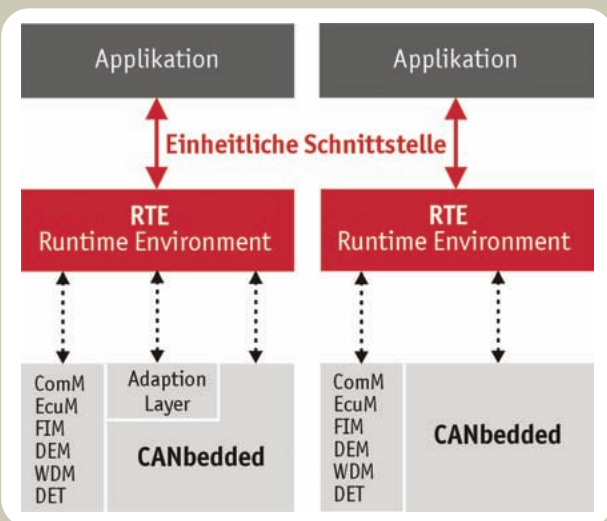 Applikation
Applikation
Einheitliche Schnittstelle
RTE
Runtime Environment
RTE
Runtime Environment
ComM
EcuM
FIM
DEM
WDM
DET
Adaption
Layer
CANbedded
ComM
EcuM
FIM
DEM
WDM
DET
CANbedded